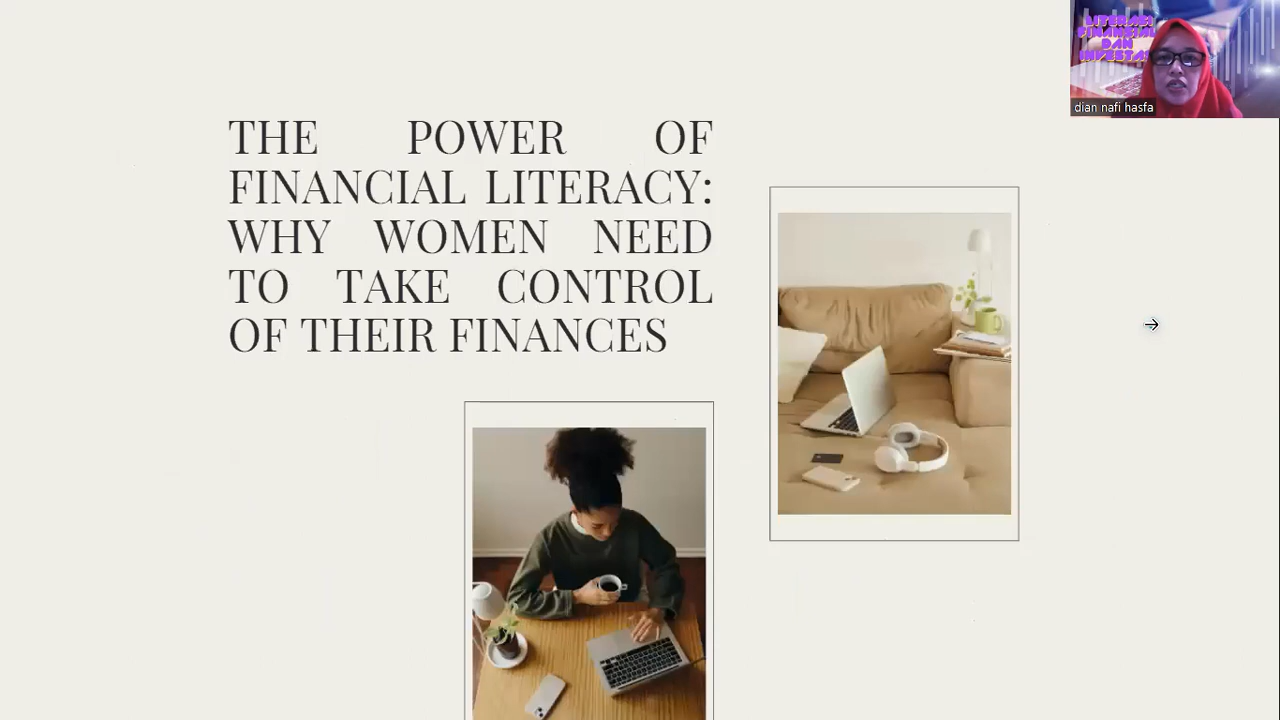 THE POWER OF
FINANCIAL LITERACY:
WHY WOMEN NEED
TO TAKE CONTROL
OF THEIR FINANCES
LITERASI
FINANSIAL
DAN
INVESTASI
dian nafi hasfa